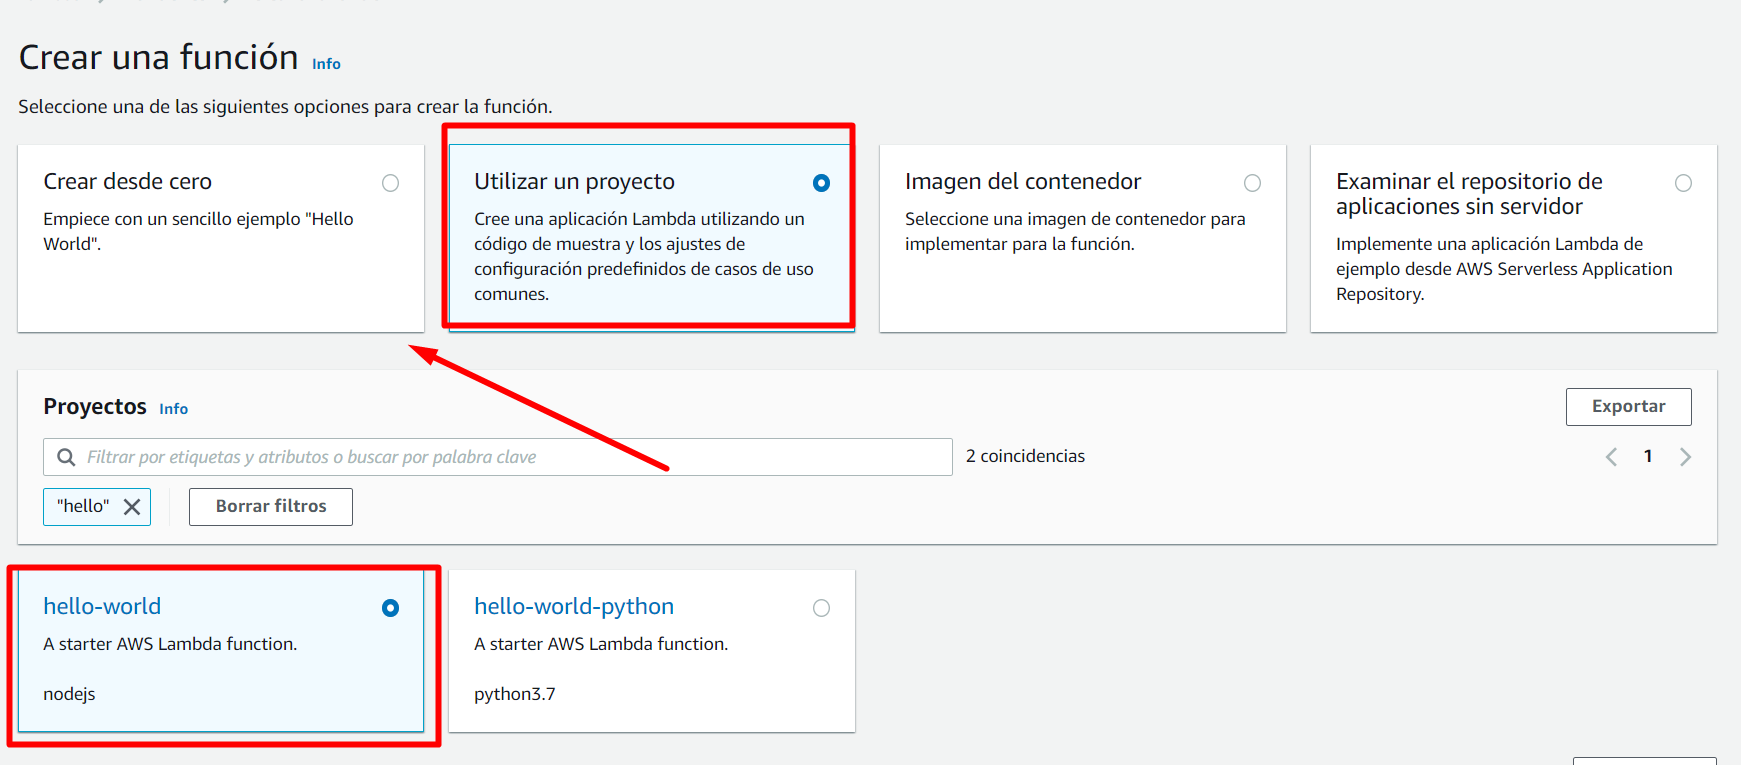 Crear una función Info
Seleccione una de las siguientes opciones para crear la función.
Crear desde cero
Empiece con un sencillo ejemplo "Hello
World".
Utilizar un proyecto
Cree una aplicación Lambda utilizando un
código de muestra y los ajustes de
configuración predefinidos de casos de uso
comunes.
Imagen del contenedor
Seleccione una imagen de contenedor para
implementar para la función.
Examinar el repositorio de
aplicaciones sin servidor
Implemente una aplicación Lambda de
ejemplo desde AWS Serverless Application
Repository.
Proyectos Info
Exportar
Filtrar por etiquetas y atributos o buscar por palabra clave
2 coincidencias
1
"hello"
Borrar filtros
hello-world
A starter AWS Lambda function.
nodejs
hello-world-python
A starter AWS Lambda function.
python3.7